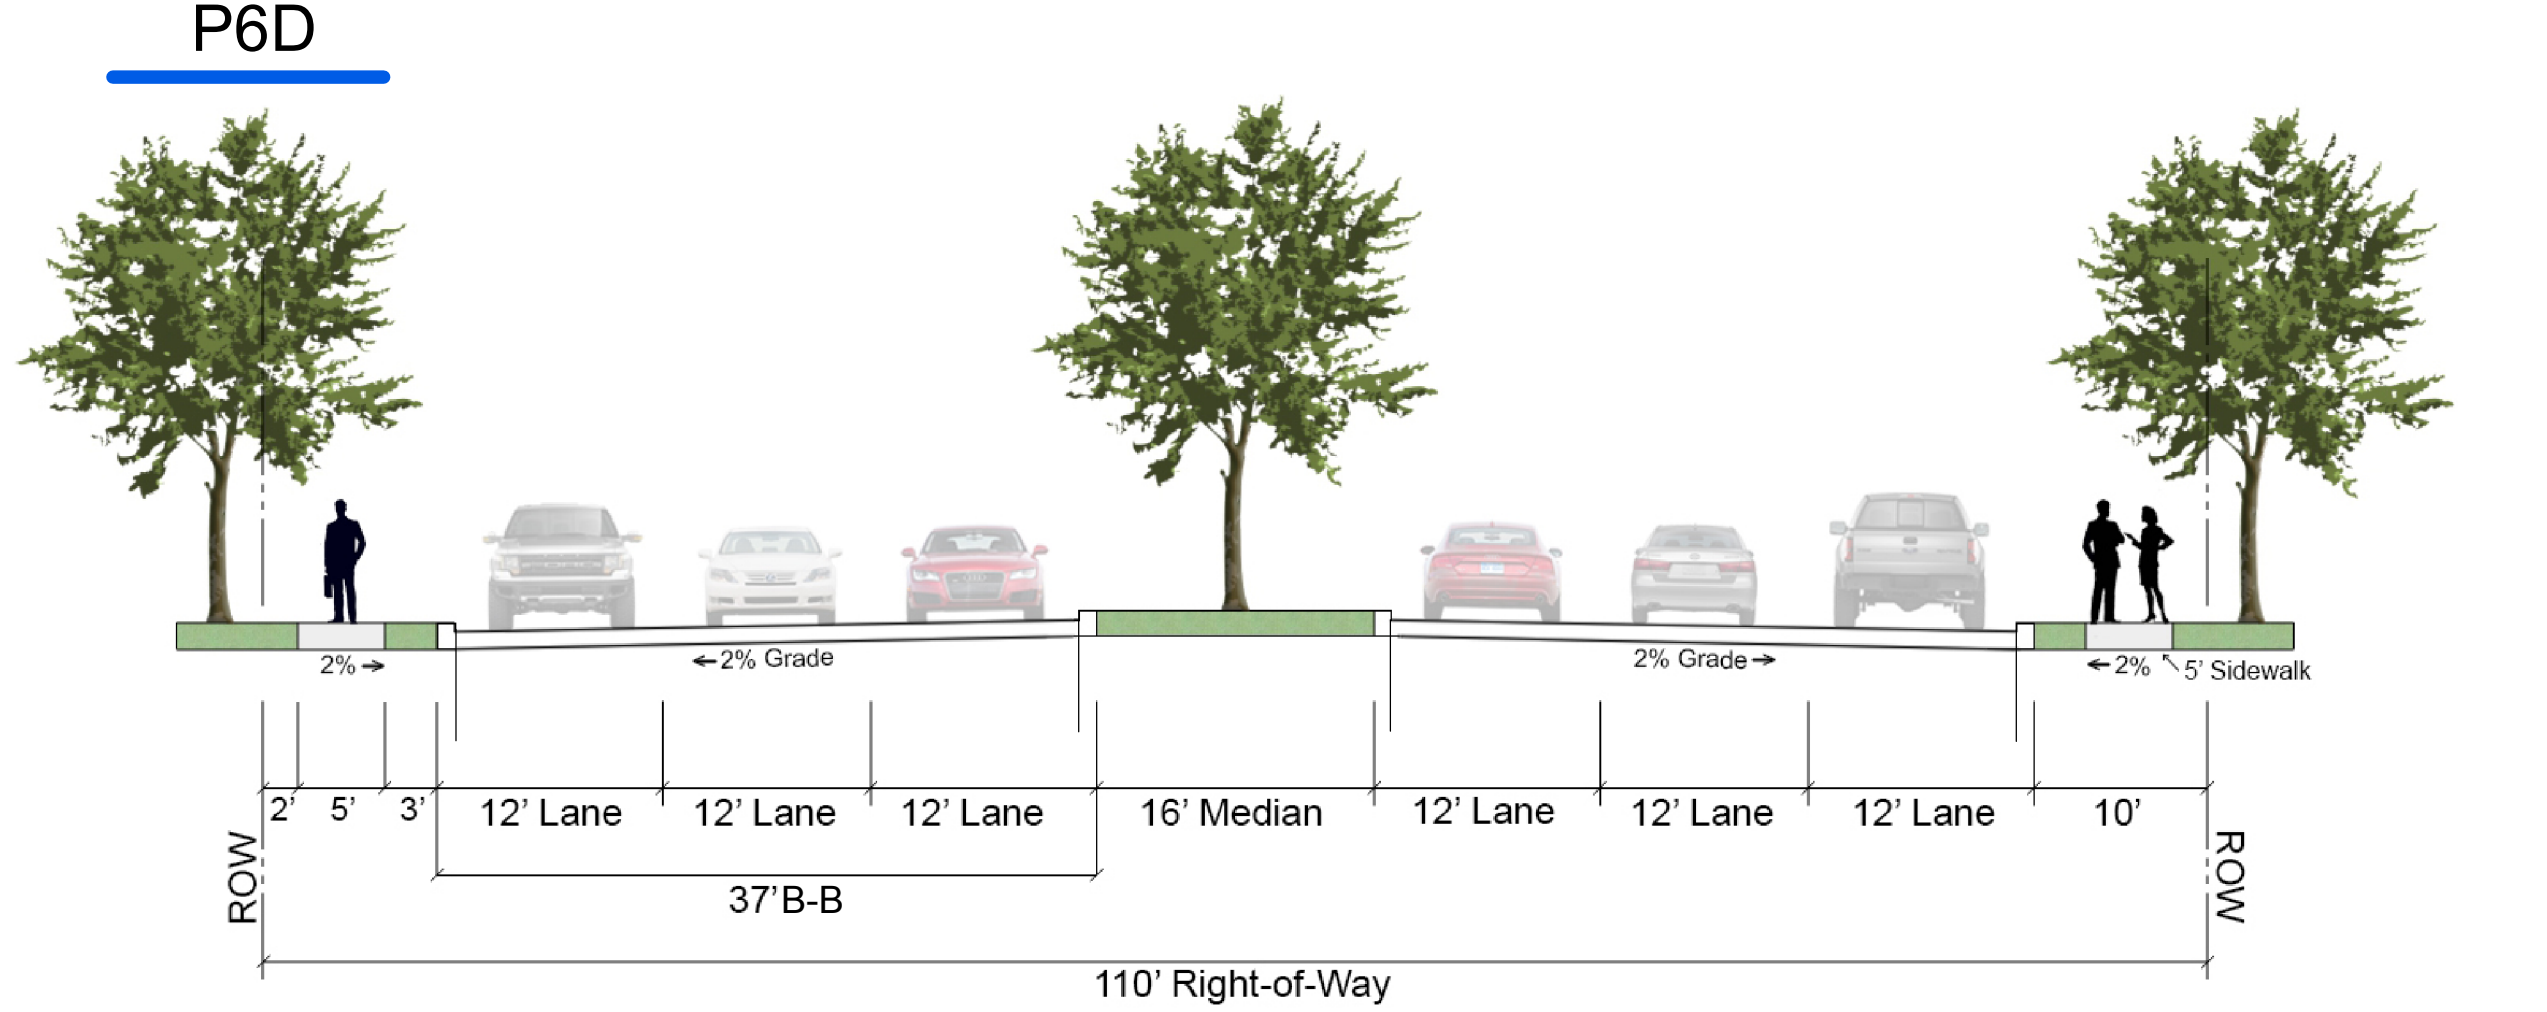 P6D
2% →
←2% Grade
2% Grade→
←2%
5’ Sidewalk
2’
5’
3’
12’ Lane
12’ Lane
12’ Lane
16’ Median
12’ Lane
12’ Lane
12’ Lane
10’
ROW
ROW
37’B-B
110’ Right-of-Way